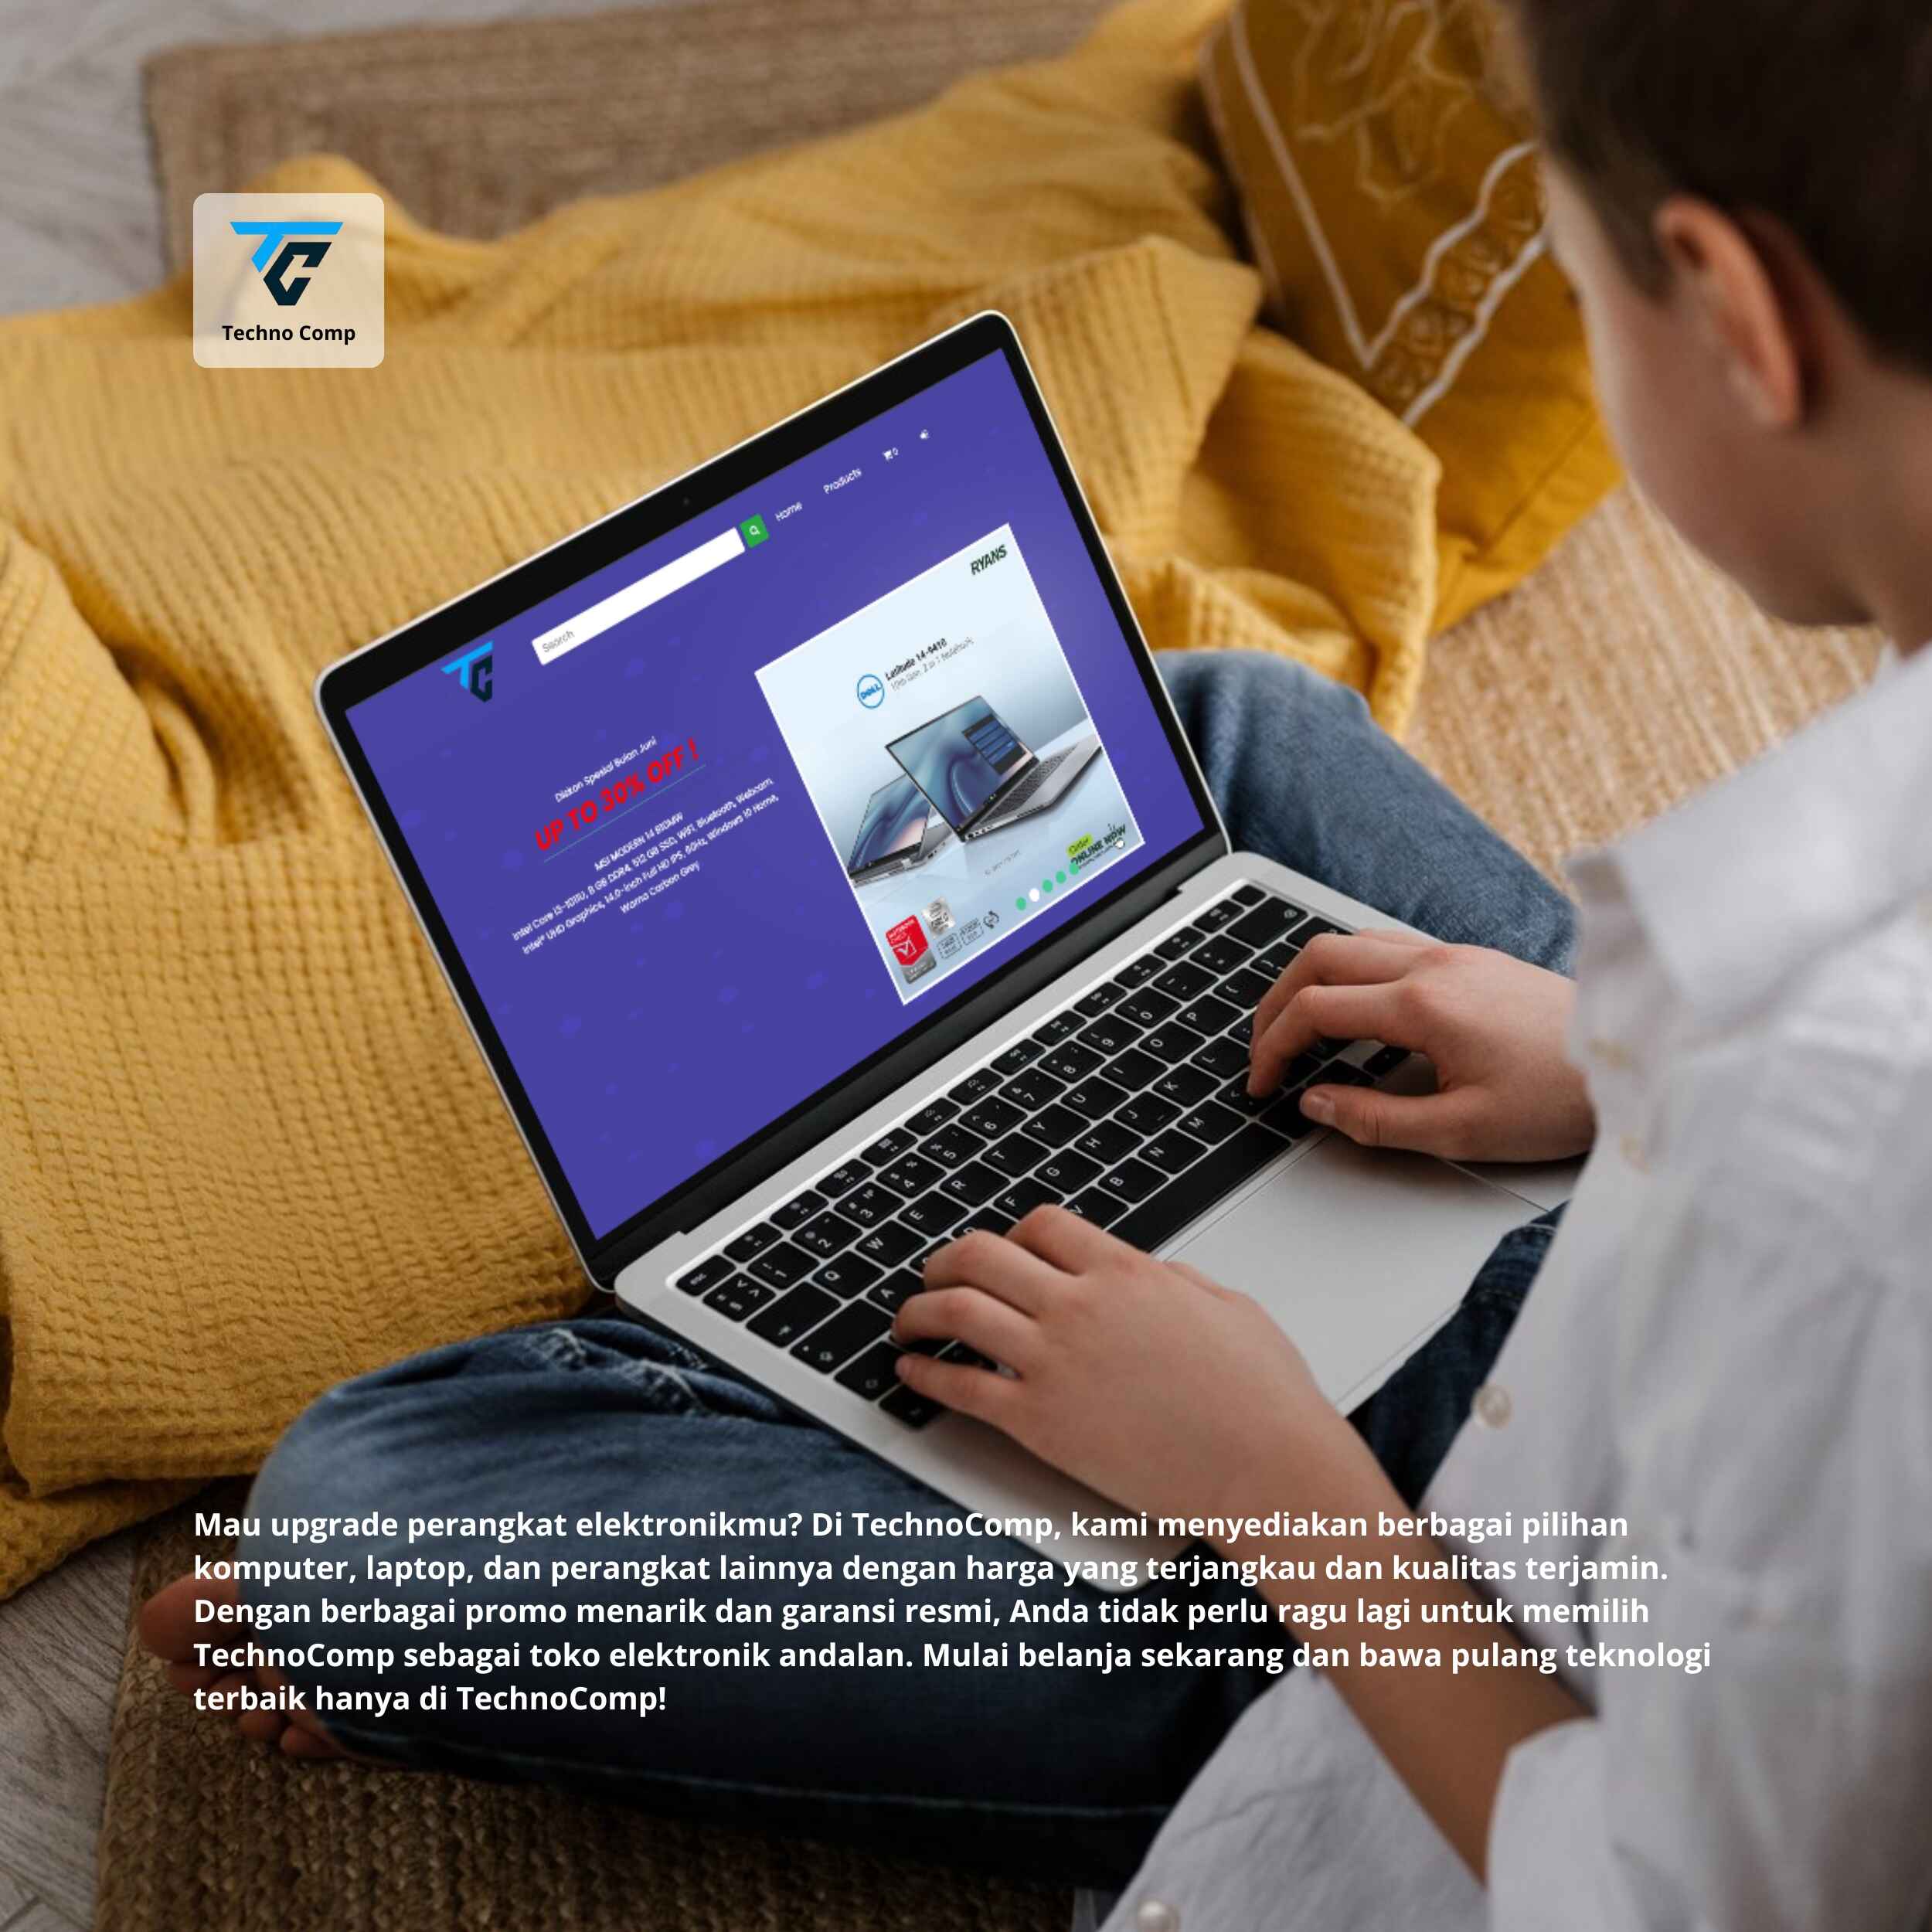 Techno Comp
Home
Products
0
Search
RYANS
DELL
Latitude 14-9410
Diskon Spesial Bulan Juni
UP TO 30% OFF !
MSI MODERN 14 B10MW
Intel Core i3-10110U, 8 GB DDR4, 512 GB SSD, WiFi, Bluetooth, Webcam,
Intel® UHD Graphics, 14.0-inch Full HD IPS, 60Hz, Windows 10 Home,
Warna Carbon Gray
Order
ONLINE NOW
esc
Mau upgrade perangkat elektronikmu? Di TechnoComp, kami menyediakan berbagai pilihan
komputer, laptop, dan perangkat lainnya dengan harga yang terjangkau dan kualitas terjamin.
Dengan berbagai promo menarik dan garansi resmi, Anda tidak perlu ragu lagi untuk memilih
TechnoComp sebagai toko elektronik andalan. Mulai belanja sekarang dan bawa pulang teknologi
terbaik hanya di TechnoComp!